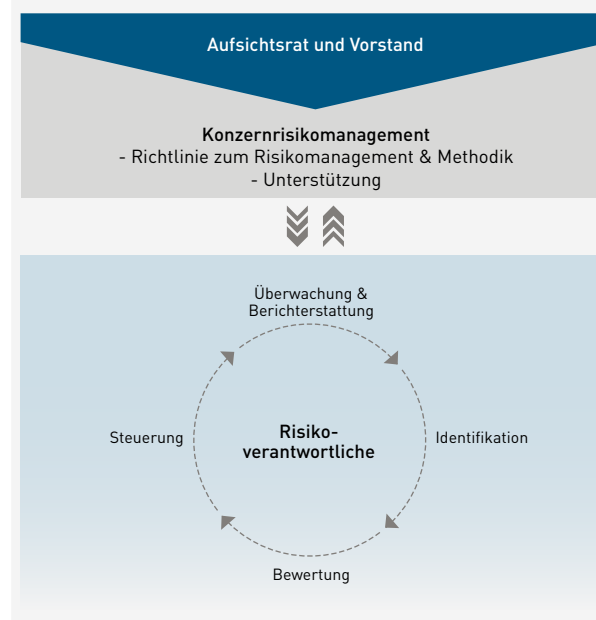 Aufsichtsrat und Vorstand
Konzernrisikomanagement
- Richtlinie zum Risikomanagement & Methodik
- Unterstützung
Überwachung &
Berichterstattung
Steuerung
Risiko-
verantwortliche
Identifikation
Bewertung